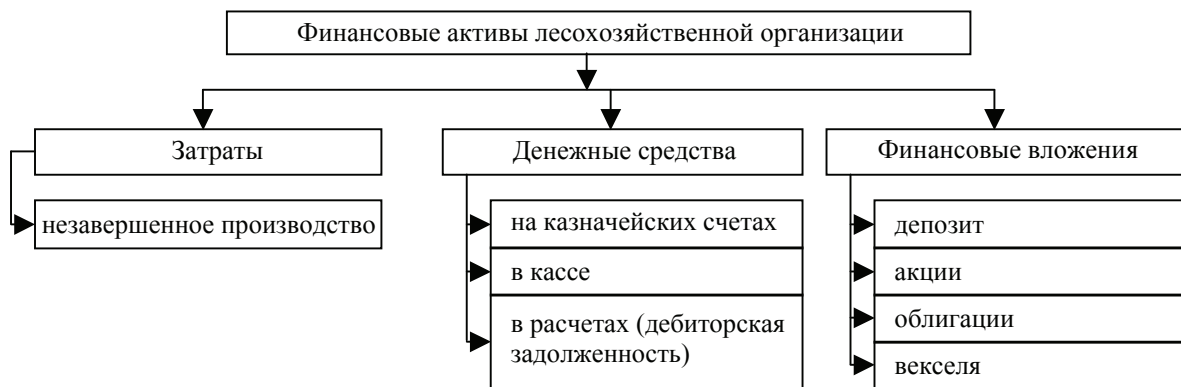 Финансовые активы лесохозяйственной организации
Затраты
незавершенное производство
Денежные средства
на казначейских счетах
в кассе
в расчетах (дебиторская
задолженность)
Финансовые вложения
депозит
акции
облигации
векселя